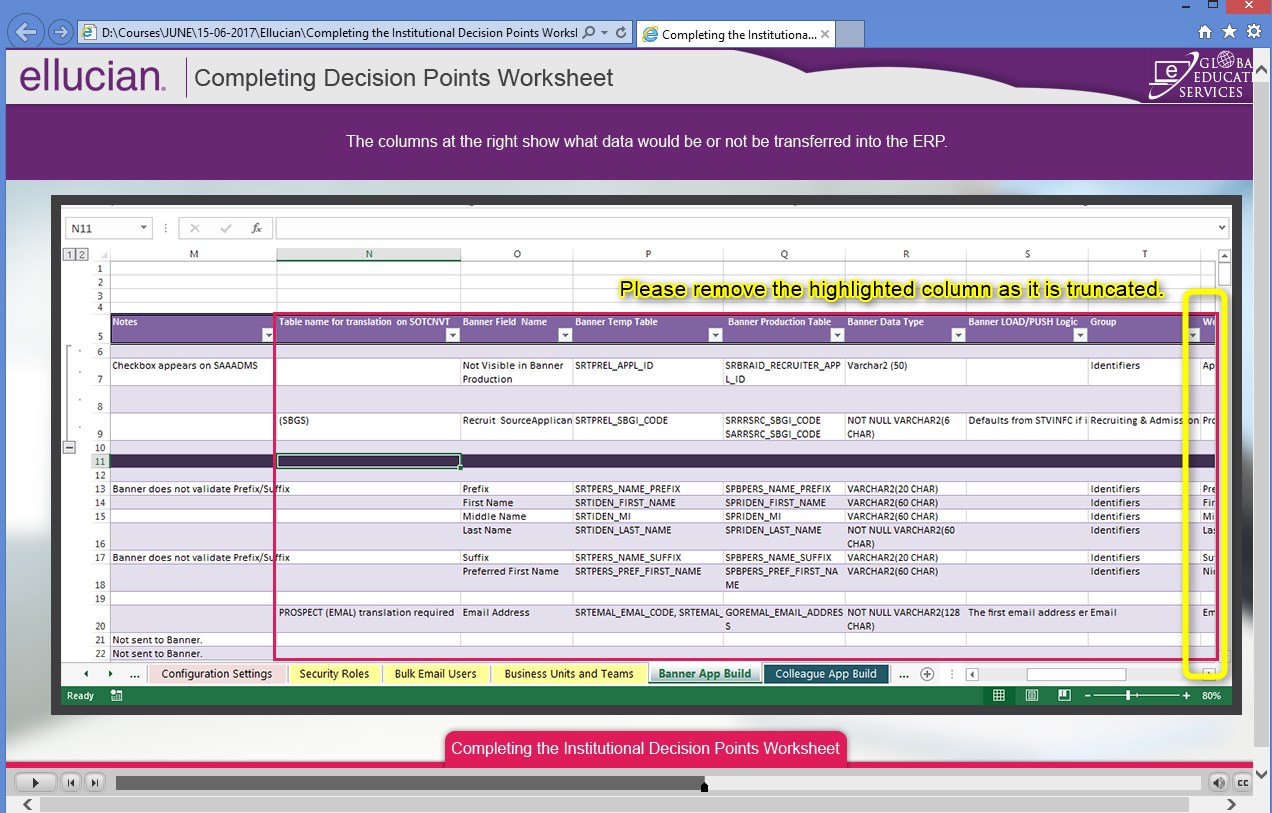 D:\Courses\JUNE\15-06-2017\Ellucian\Completing the Institutional Decision Points Worksl
Completing the Institutiona...
ellucian.
Completing Decision Points Worksheet
GLOBA
EDUCAT
SERVICES
The columns at the right show what data would be or not be transferred into the ERP.
N11
fx
1 2
M N O P Q R S T
1
2
3
4
Please remove the highlighted column as it is truncated.
5 Notes Table name for translation on SOTCNVT Banner Field Name Banner Temp Table Banner Production Table Banner Data Type Banner LOAD/PUSH Logic Group We
6
7 Checkbox appears on SAAADMS Not Visible in Banner Production SRTPREL_APPL_ID SRBRAID_RECRUITER_APP L_ID Varchar2 (50) Identifiers Ap
8
9 (SBGS) Recruit SourceApplican SRTPREL_SBGI_CODE SRRRSRC_SBGI_CODE SARRSRC_SBGI_CODE NOT NULL VARCHAR2(6 CHAR) Defaults from STVINFC if i Recruiting & Admission Pro
10
11
12
13 Banner does not validate Prefix/Suffix Prefix SRTPERS_NAME_PREFIX SPBPERS_NAME_PREFIX VARCHAR2(20 CHAR) Identifiers Pre
14 First Name SRTIDEN_FIRST_NAME SPRIDEN_FIRST_NAME VARCHAR2(60 CHAR) Identifiers Fir
15 Middle Name SRTIDEN_MI SPRIDEN_MI VARCHAR2(60 CHAR) Identifiers Mi
16 Last Name SRTIDEN_LAST_NAME SPRIDEN_LAST_NAME NOT NULL VARCHAR2(60 CHAR) Identifiers Las
17 Banner does not validate Prefix/Suffix Suffix SRTPERS_NAME_SUFFIX SPBPERS_NAME_SUFFIX VARCHAR2(20 CHAR) Identifiers Su
18 Preferred First Name SRTPERS_PREF_FIRST_NAME SPBPERS_PREF_FIRST_NA ME VARCHAR2(60 CHAR) Identifiers Nic
19
20 PROSPECT (EMAL) translation required Email Address SRTEMAL_EMAL_CODE, SRTEMAL_ GOREMAL_EMAIL_ADDRES S NOT NULL VARCHAR2(128 CHAR) The first email address er Email Em
21 Not sent to Banner.
22 Not sent to Banner.
... Configuration Settings Security Roles Bulk Email Users Business Units and Teams Banner App Build Colleague App Build ...
Ready 80%
Completing the Institutional Decision Points Worksheet
CC